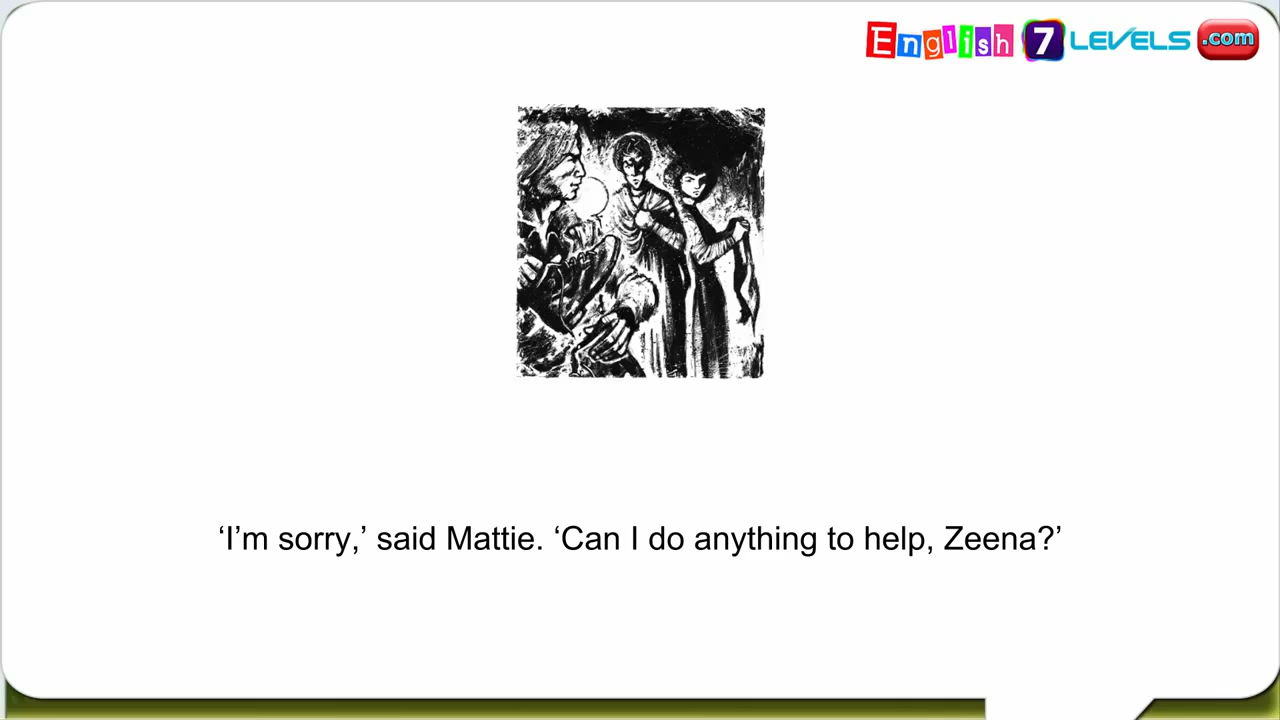 English 7 LEVELS .com
‘I’m sorry,’ said Mattie. ‘Can I do anything to help, Zeena?’